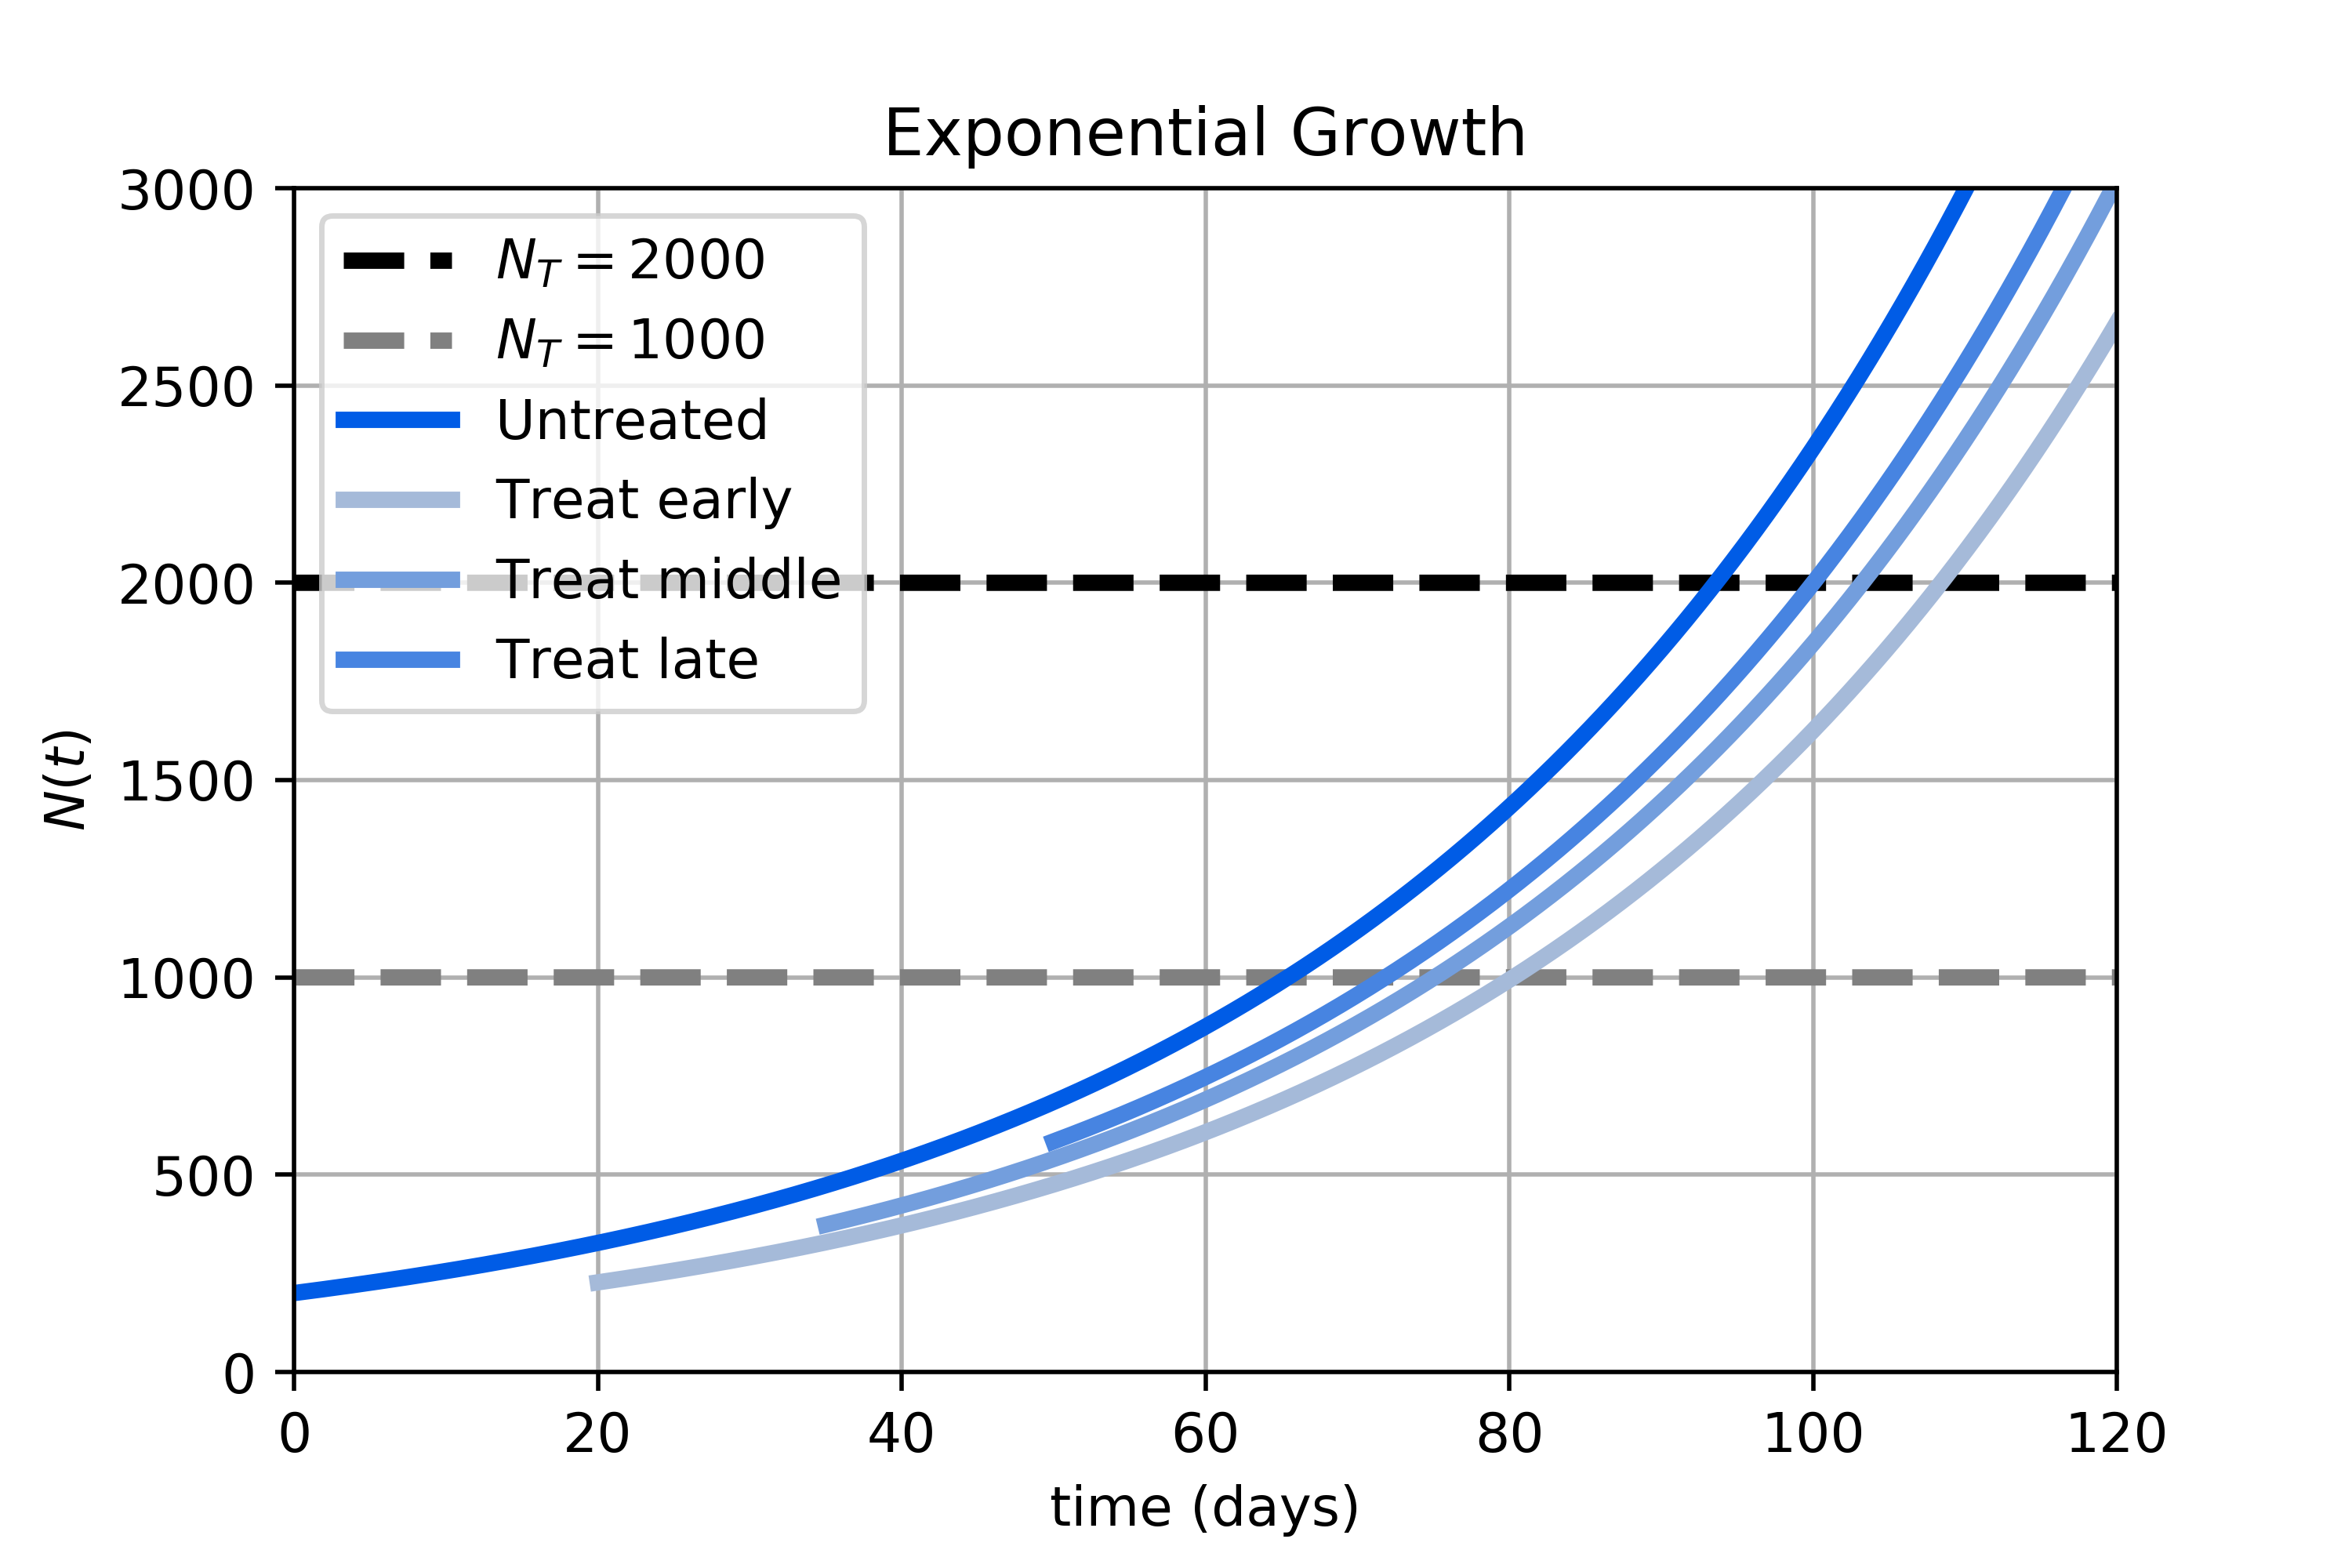 Exponential Growth
3000
2500
2000
1500
1000
500
0
N(t)
N_T = 2000
N_T = 1000
Untreated
Treat early
Treat middle
Treat late
0 20 40 60 80 100 120
time (days)